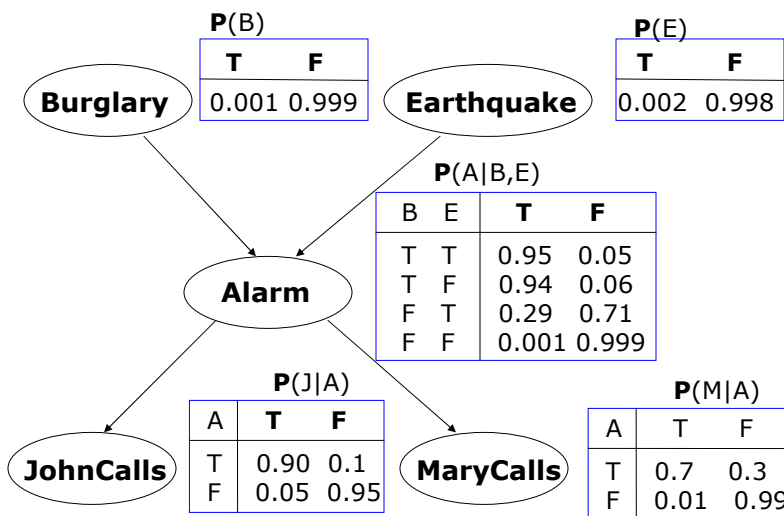 P(B)
T F
0.001 0.999
P(E)
T F
0.002 0.998
Burglary
Earthquake
P(A|B,E)
B E T F
T T 0.95 0.05
T F 0.94 0.06
F T 0.29 0.71
F F 0.001 0.999
Alarm
P(J|A)
A T F
T 0.90 0.1
F 0.05 0.95
P(M|A)
A T F
T 0.7 0.3
F 0.01 0.99
JohnCalls
MaryCalls